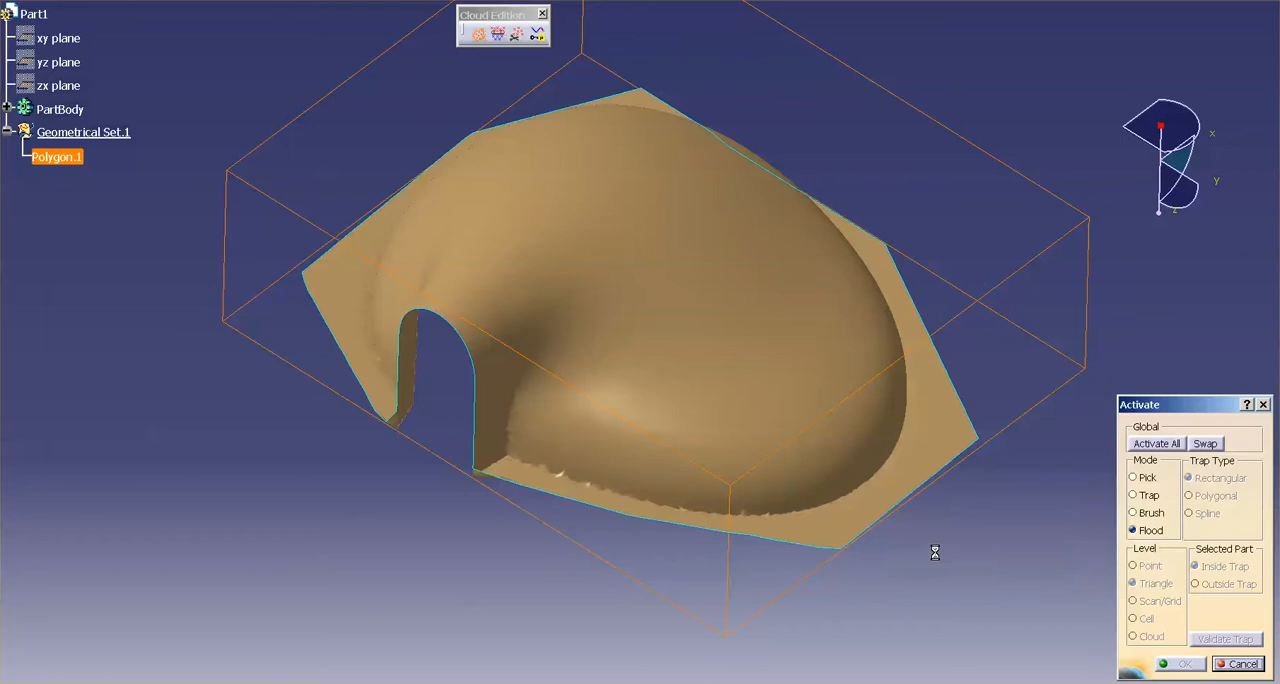 Part1
xy plane
yz plane
zx plane
PartBody
Geometrical Set.1
Polygon.1
Cloud Edition
x
y
z
Activate
Global
Activate All Swap
Mode Trap Type
Pick Rectangular
Trap Polygonal
Brush Spline
Flood
Level Selected Part
Point Inside Trap
Triangle Outside Trap
Scan/Grid
Cell
Cloud Validate Trap
OK Cancel